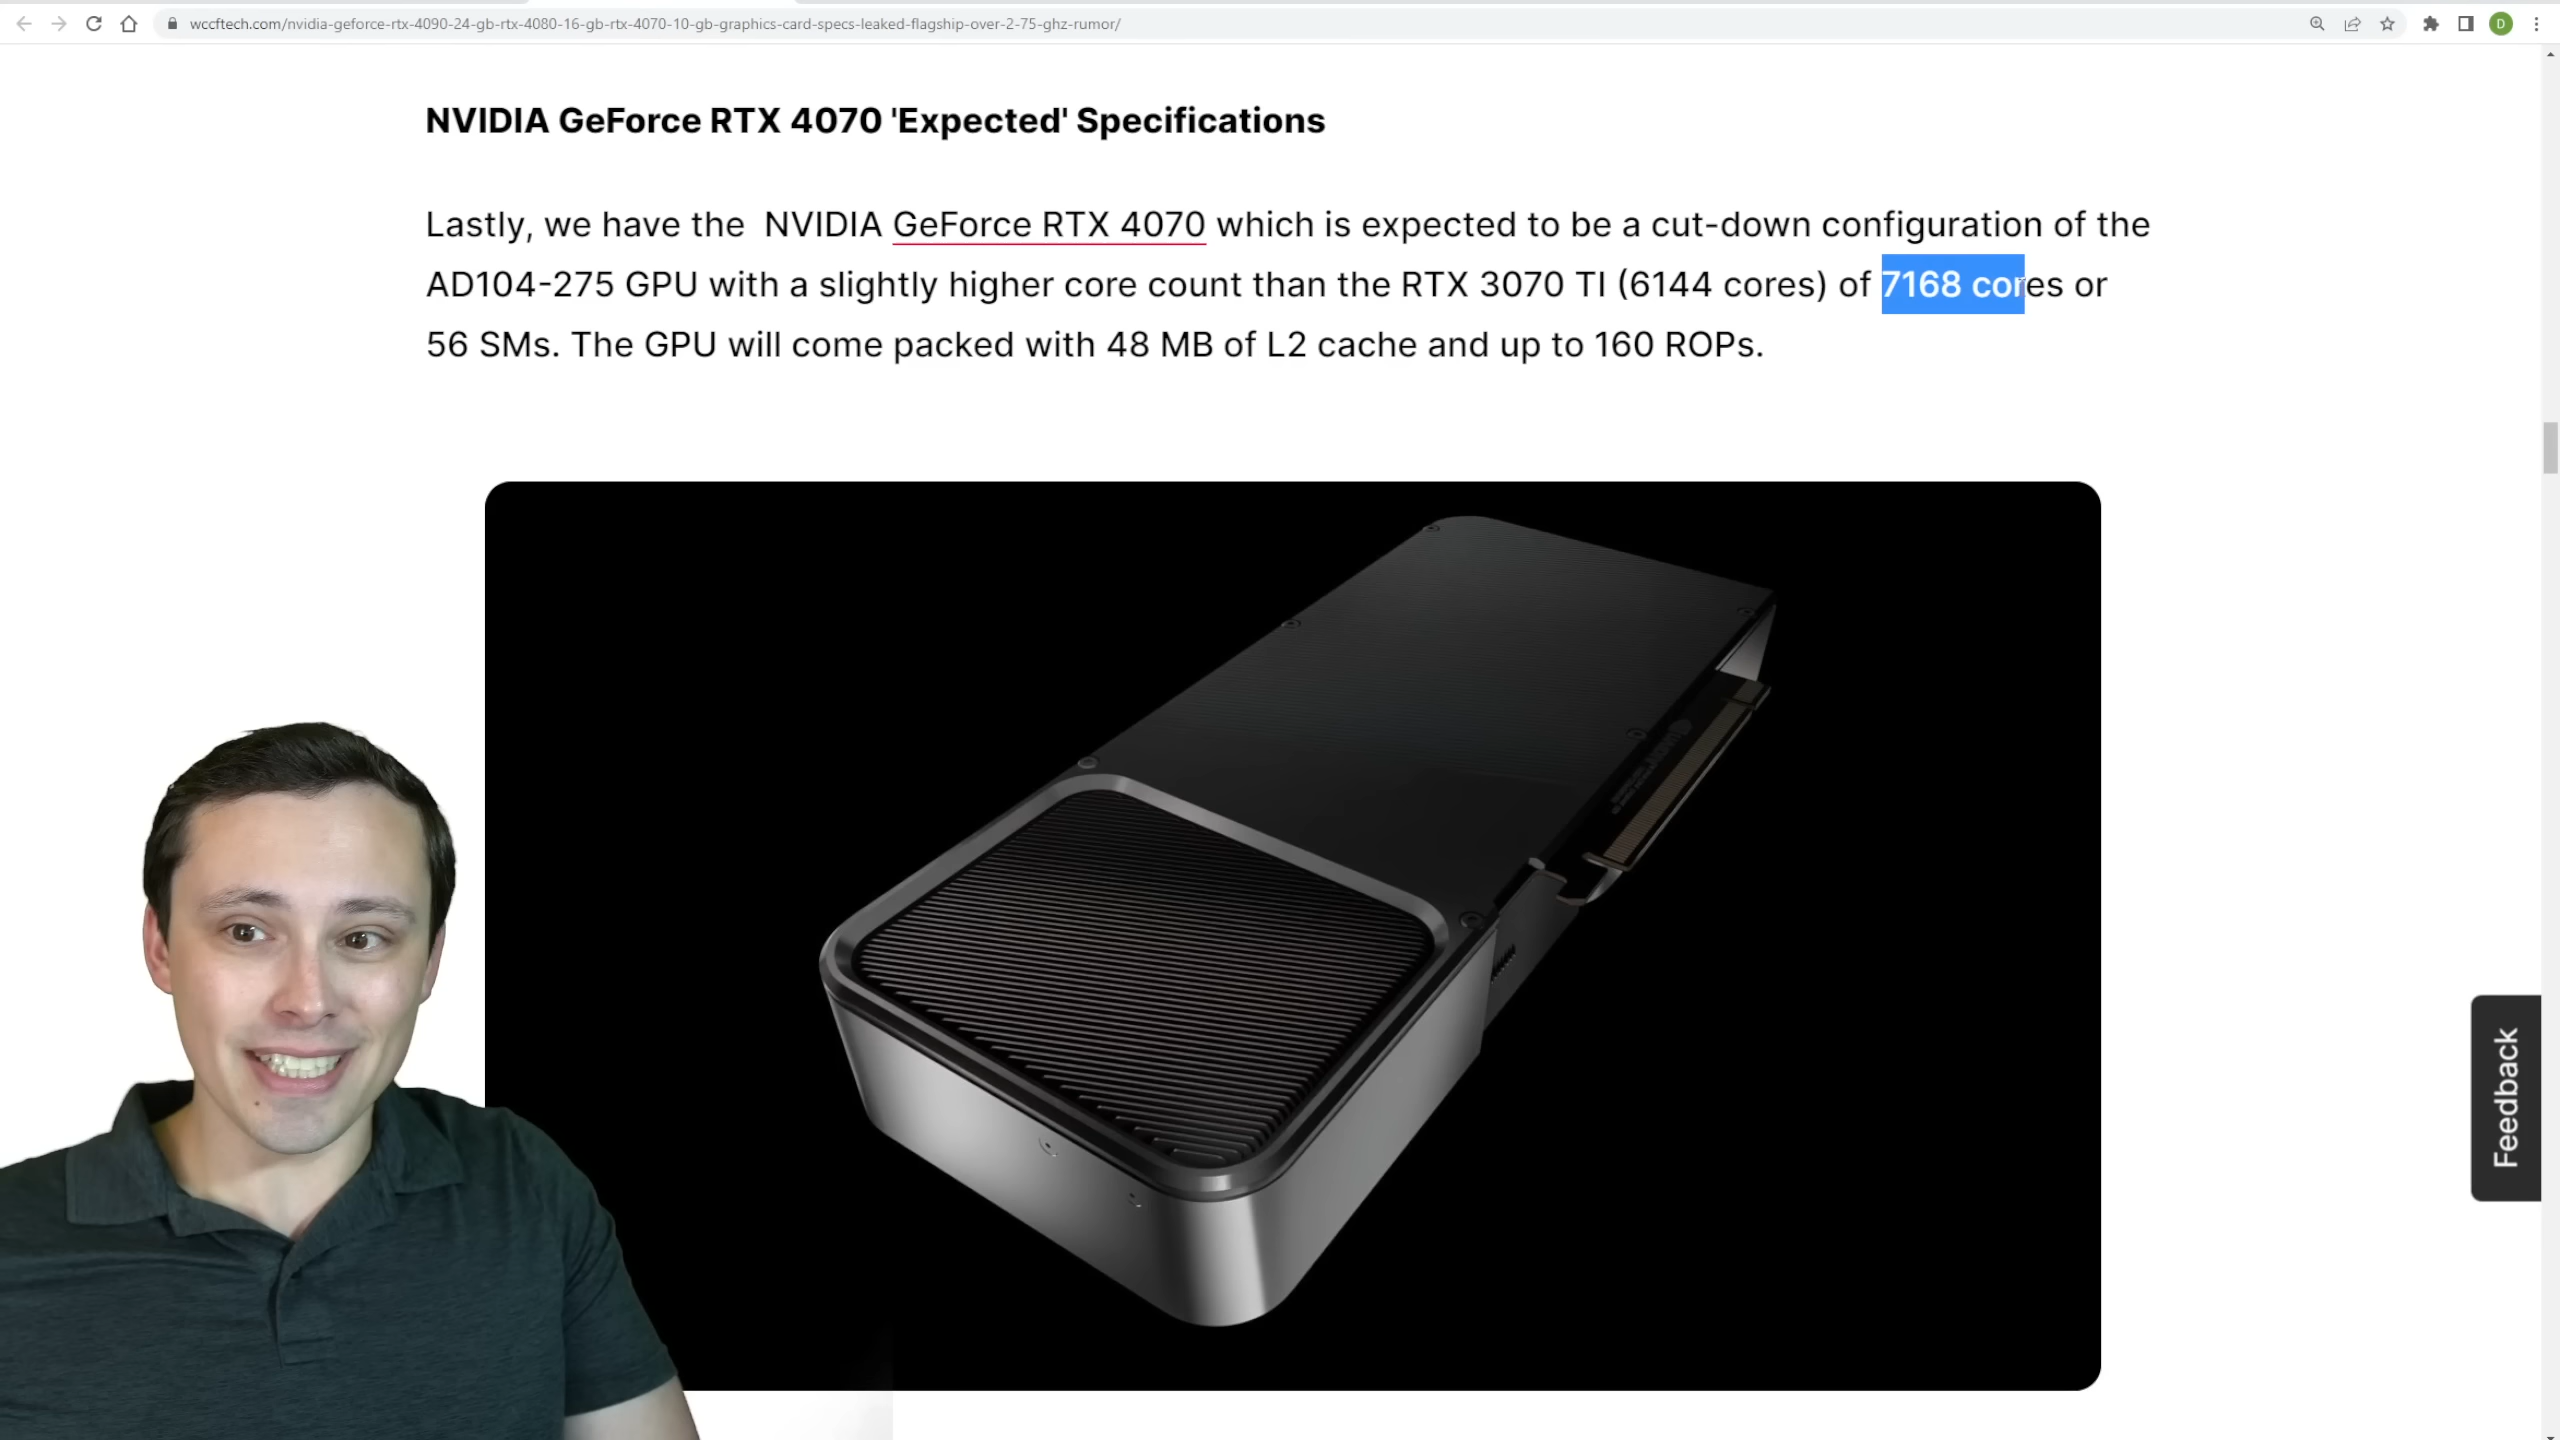 wccftech.com/nvidia-geforce-rtx-4090-24-gb-rtx-4080-16-gb-rtx-4070-10-gb-graphics-card-specs-leaked-flagship-over-2-75-ghz-rumor/
D
NVIDIA GeForce RTX 4070 'Expected' Specifications
Lastly, we have the NVIDIA GeForce RTX 4070 which is expected to be a cut-down configuration of the
AD104-275 GPU with a slightly higher core count than the RTX 3070 TI (6144 cores) of 7168 cores or
56 SMs. The GPU will come packed with 48 MB of L2 cache and up to 160 ROPs.
Feedback